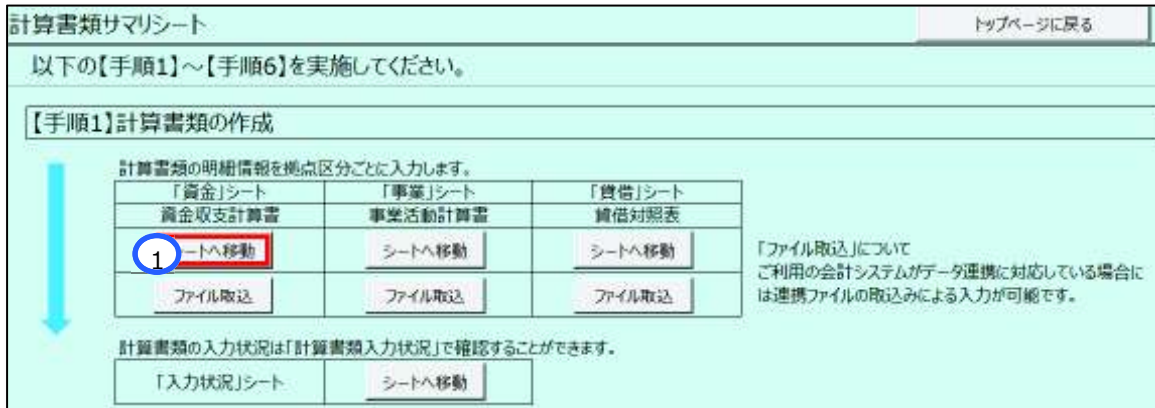 計算書類サマリシート
トップページに戻る
以下の【手順1】～【手順6】を実施してください。
【手順1】計算書類の作成
計算書類の明細情報を拠点区分ごとに入力します。
「資金」シート 「事業」シート 「貸借」シート
資金収支計算書 事業活動計算書 貸借対照表
1 シートへ移動 シートへ移動 シートへ移動
ファイル取込 ファイル取込 ファイル取込
「ファイル取込」について
ご利用の会計システムがデータ連携に対応している場合に
は連携ファイルの取込みによる入力が可能です。
計算書類の入力状況は「計算書類入力状況」で確認することができます。
「入力状況」シート シートへ移動